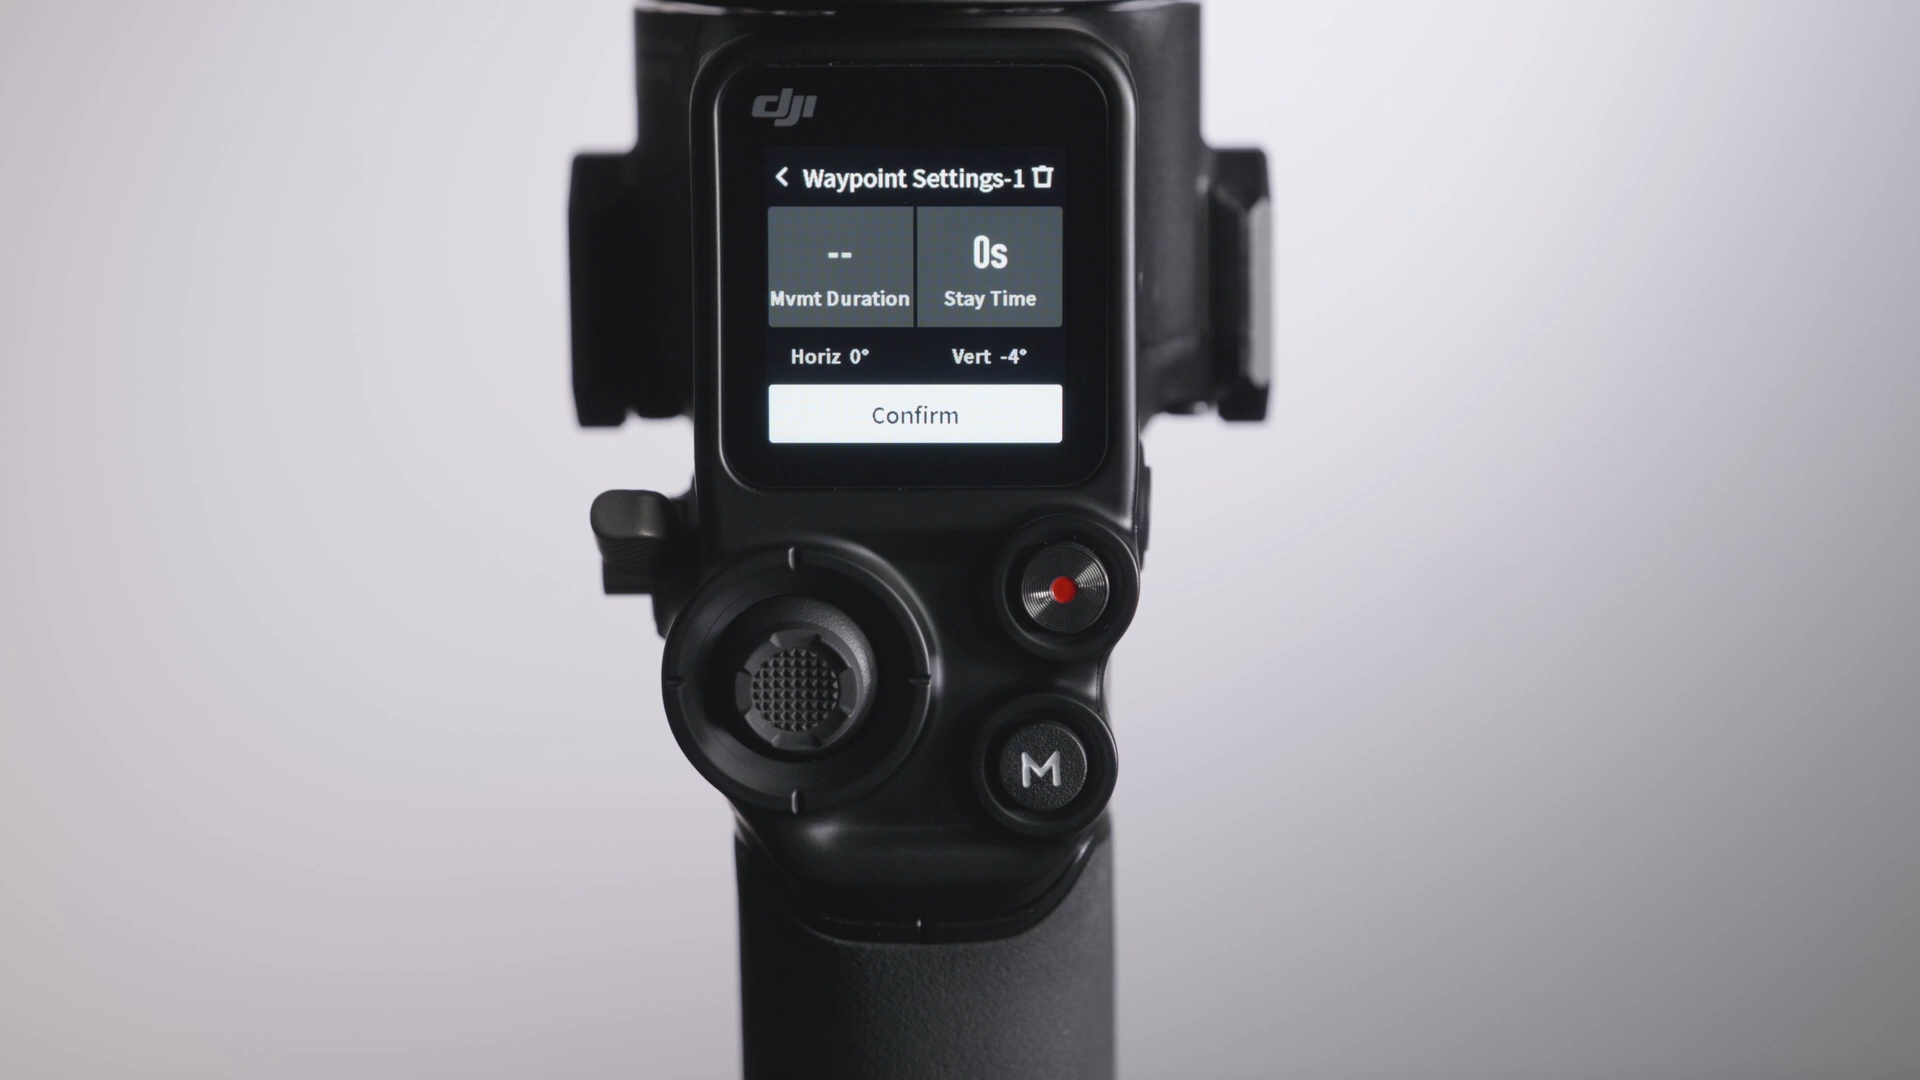 dji
Waypoint Settings-1
-- 0s
Mvmt Duration Stay Time
Horiz 0° Vert -4°
Confirm
M